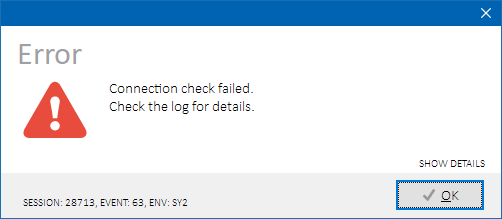 Error
Connection check failed.
Check the log for details.
SHOW DETAILS
SESSION: 28713, EVENT: 63, ENV: SY2
OK